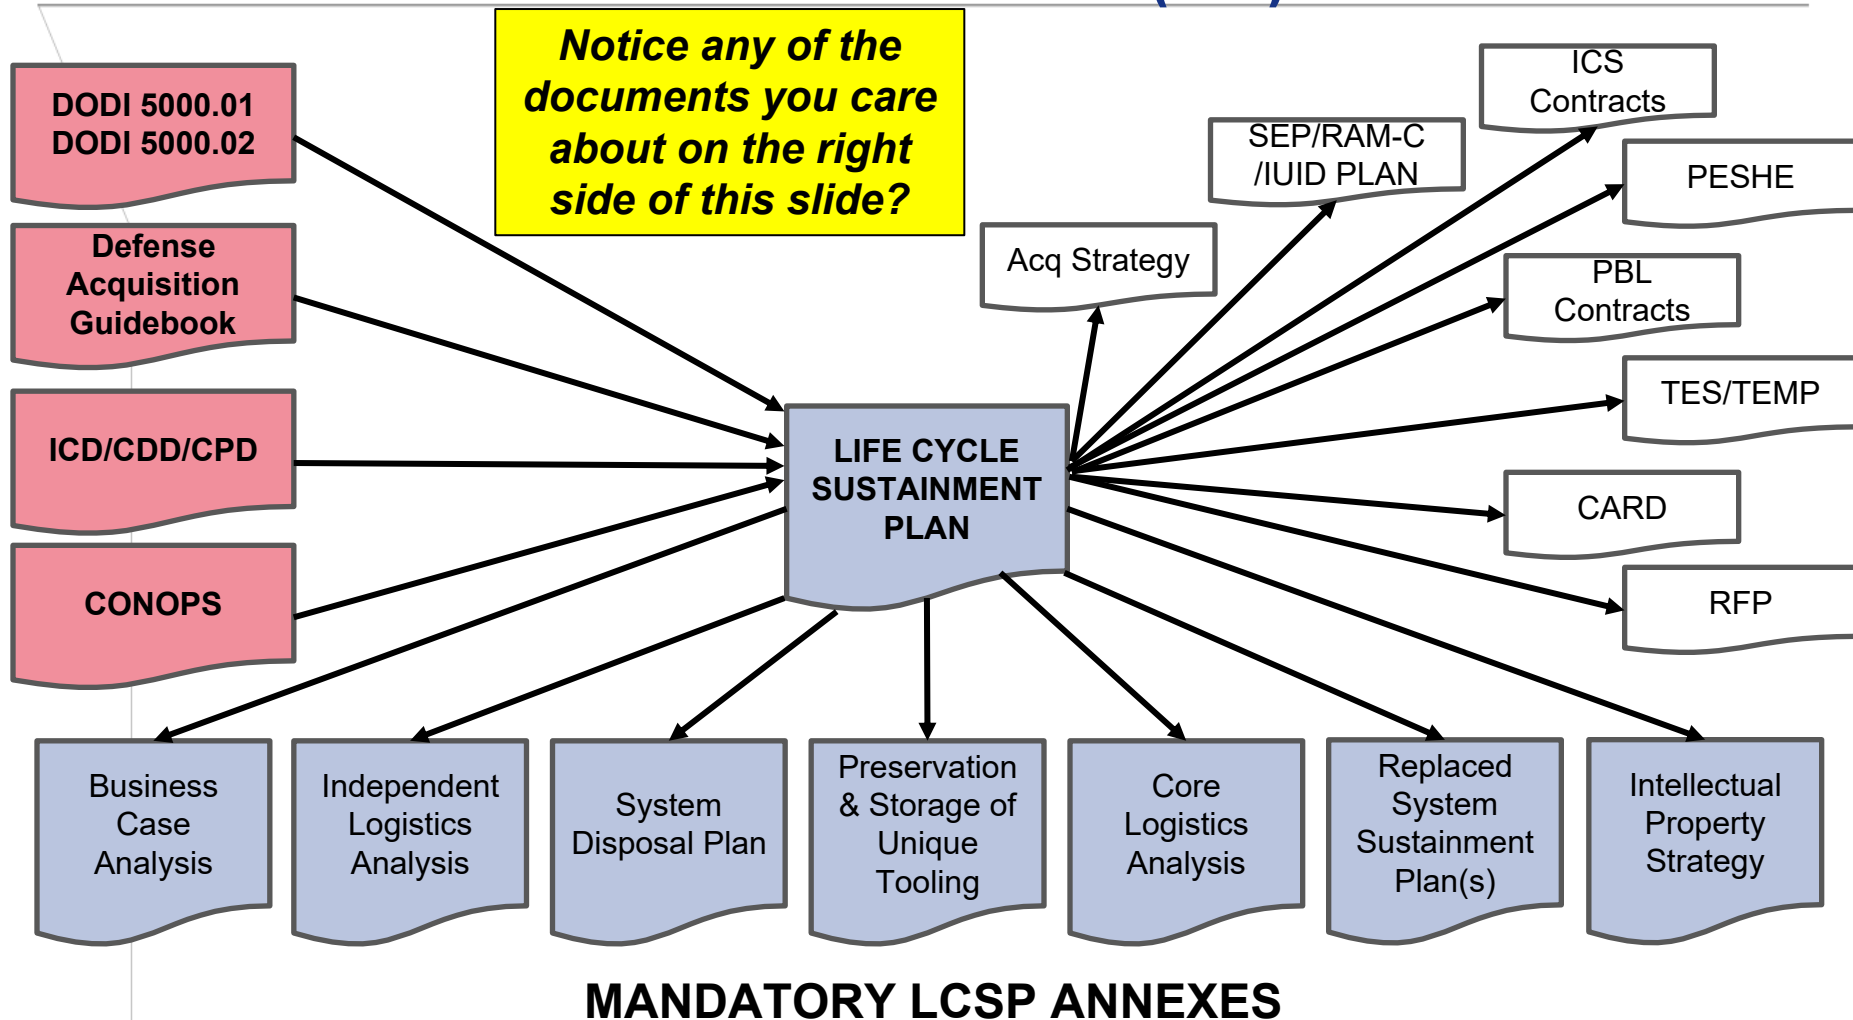 Notice any of the
documents you care
about on the right
side of this slide?
DODI 5000.01
DODI 5000.02
Defense
Acquisition
Guidebook
ICD/CDD/CPD
CONOPS
LIFE CYCLE
SUSTAINMENT
PLAN
Acq Strategy
SEP/RAM-C
/IUID PLAN
ICS
Contracts
PESHE
PBL
Contracts
TES/TEMP
CARD
RFP
Business
Case
Analysis
Independent
Logistics
Analysis
System
Disposal Plan
Preservation
& Storage of
Unique
Tooling
Core
Logistics
Analysis
Replaced
System
Sustainment
Plan(s)
Intellectual
Property
Strategy
MANDATORY LCSP ANNEXES